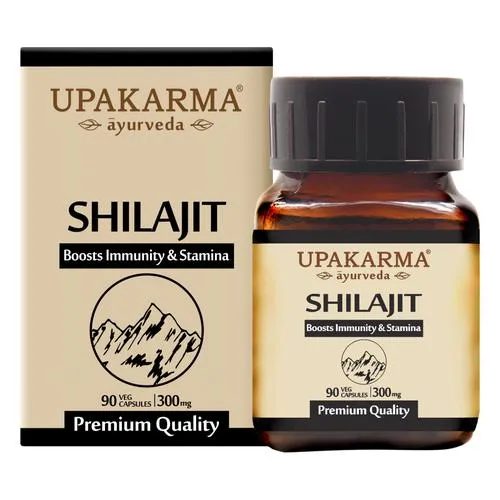 UPAKARMA®
āyurveda
SHILAJIT
Boosts Immunity & Stamina
90 VEG CAPSULES | 300mg
Premium Quality
UPAKARMA®
āyurveda
SHILAJIT
Boosts Immunity & Stamina
90 VEG CAPSULES | 300mg
Premium Quality